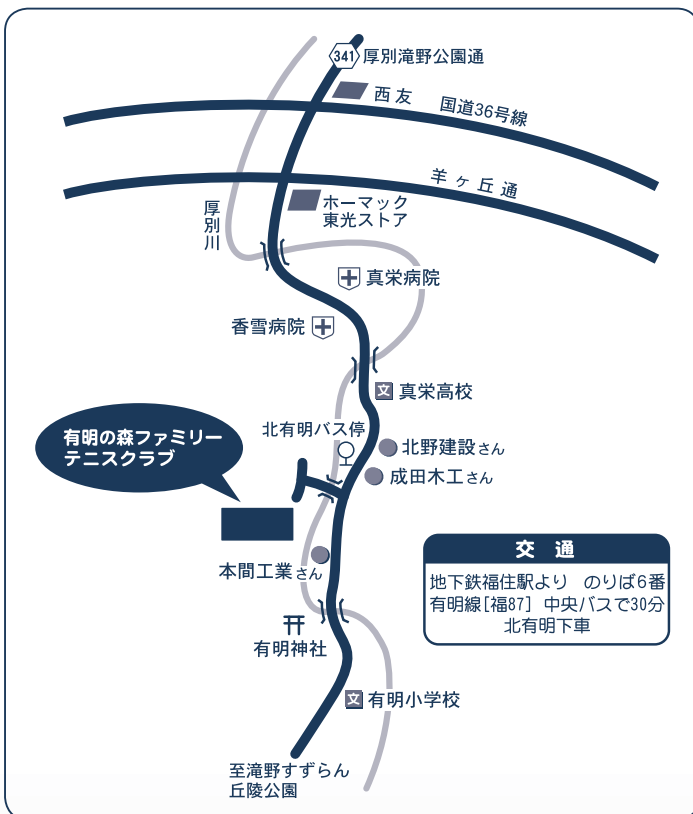 341
厚別滝野公園通
西友
国道36号線
羊ヶ丘通
ホーマック
東光ストア
厚別川
真栄病院
香雪病院
文
真栄高校
北有明バス停
北野建設さん
有明の森ファミリー
テニスクラブ
成田木工さん
本間工業さん
交 通
地下鉄福住駅より のりば6番
有明線[福87] 中央バスで30分
北有明下車
有明神社
文
有明小学校
至滝野すずらん
丘陵公園